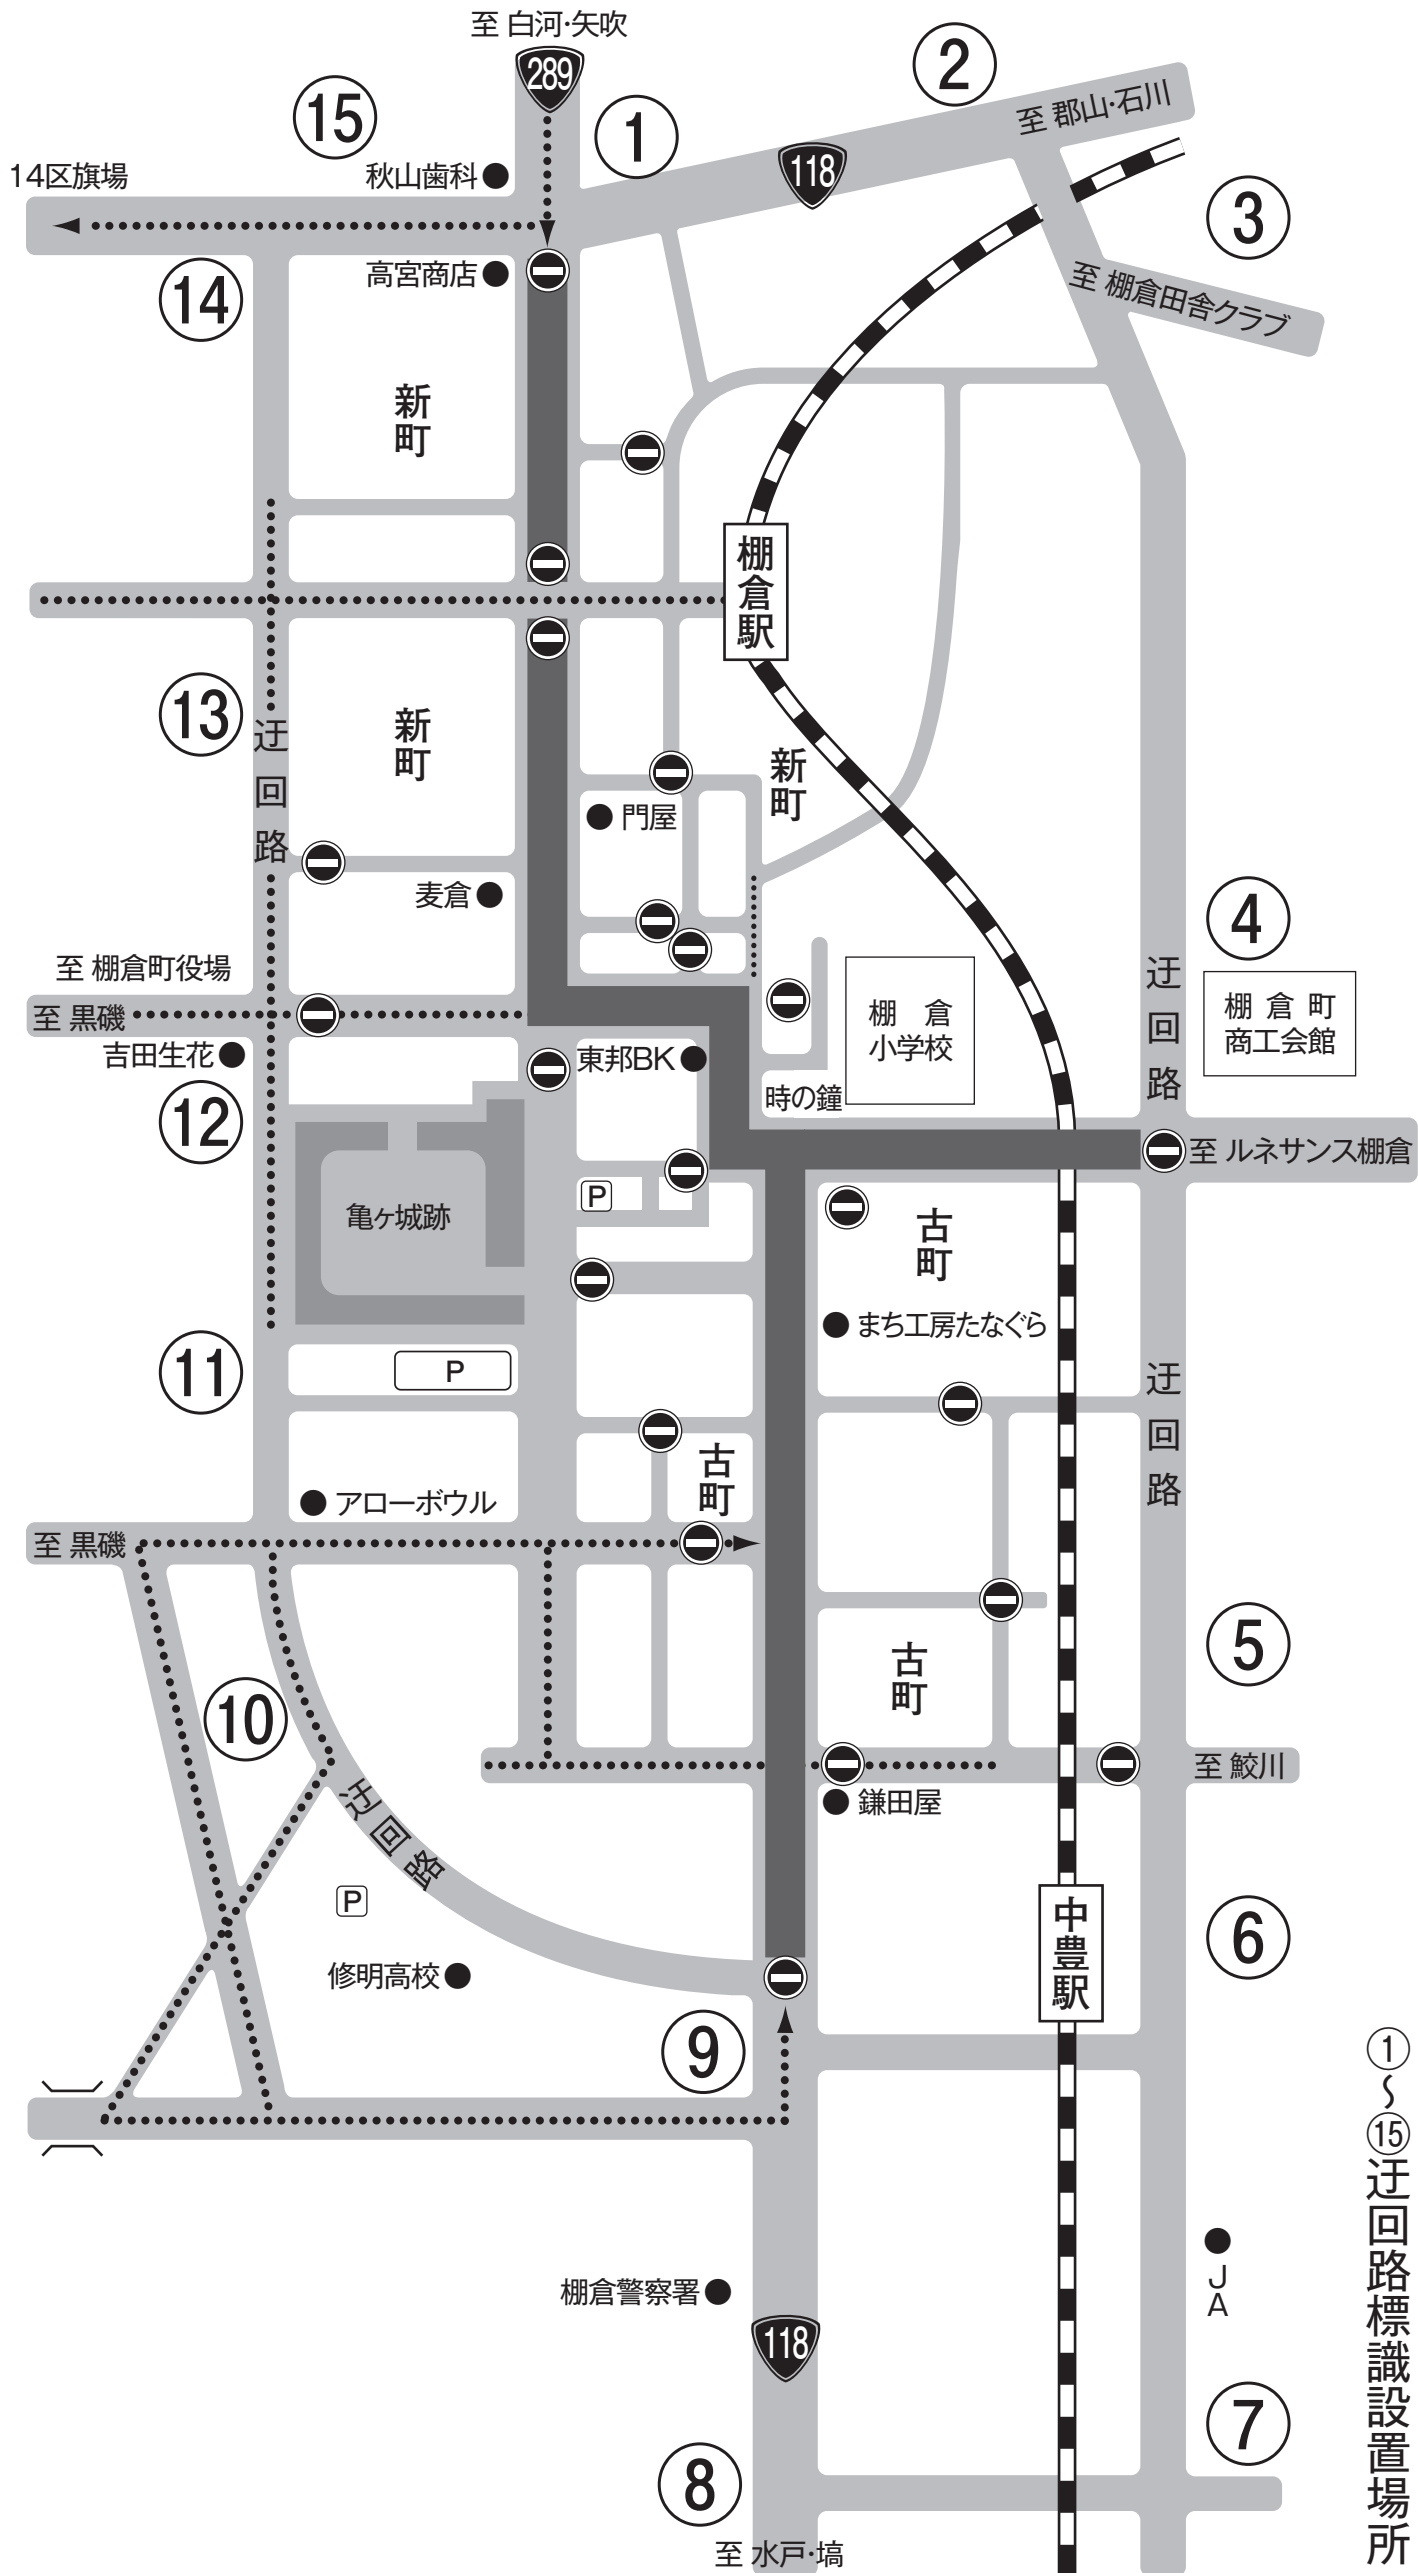 至 白河･矢吹
289
⑮
①
②
至 郡山･石川
118
14区旗場
秋山歯科
③
高宮商店
⑭
至 棚倉田舎クラブ
新町
棚倉駅
⑬
迂回路
新町
新町
門屋
麦倉
④
至 棚倉町役場
迂回路
棚倉
小学校
棚倉町
商工会館
至 黒磯
吉田生花
東邦BK
時の鐘
⑫
至 ルネサンス棚倉
P
亀ヶ城跡
古町
まち工房たなぐら
⑪
P
迂回路
古町
アローボウル
至 黒磯
⑤
古町
⑩
至 鮫川
迂回路
鎌田屋
P
中豊駅
⑥
修明高校
⑨
①〜⑮迂回路標識設置場所
JA
棚倉警察署
118
⑦
⑧
至 水戸･塙